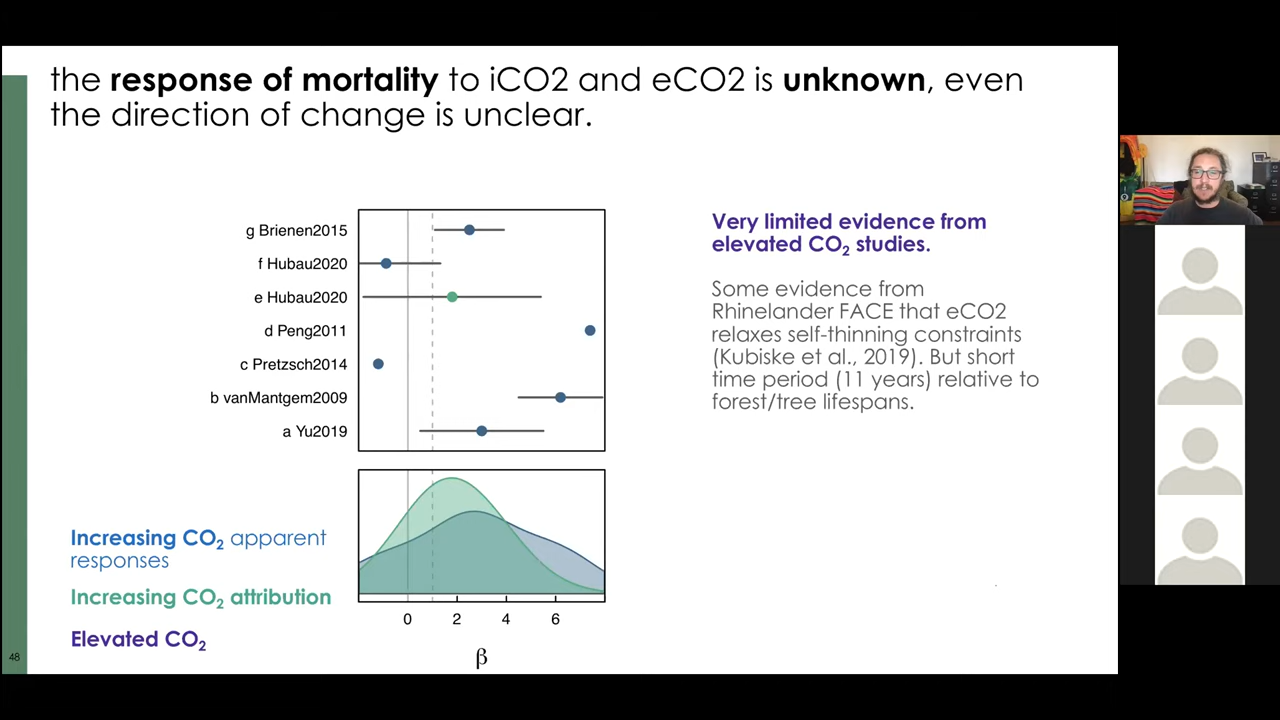 the response of mortality to iCO2 and eCO2 is unknown, even
the direction of change is unclear.
g Brienen2015
f Hubau2020
e Hubau2020
d Peng2011
c Pretzsch2014
b vanMantgem2009
a Yu2019
Very limited evidence from
elevated CO2 studies.
Some evidence from
Rhinelander FACE that eCO2
relaxes self-thinning constraints
(Kubiske et al., 2019). But short
time period (11 years) relative to
forest/tree lifespans.
Increasing CO2 apparent
responses
Increasing CO2 attribution
Elevated CO2
0 2 4 6
β
48